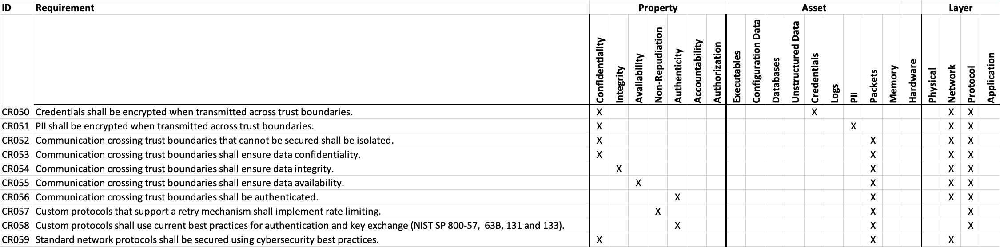 ID Requirement Property Asset Layer
Confidentiality Integrity Availability Non-Repudiation Authenticity Accountability Authorization Executables Configuration Data Databases Unstructured Data Credentials Logs PII Packets Memory Hardware Physical Network Protocol Application
CR050 Credentials shall be encrypted when transmitted across trust boundaries. X X X X
CR051 PII shall be encrypted when transmitted across trust boundaries. X X X X
CR052 Communication crossing trust boundaries that cannot be secured shall be isolated. X X X X
CR053 Communication crossing trust boundaries shall ensure data confidentiality. X X X X
CR054 Communication crossing trust boundaries shall ensure data integrity. X X X X
CR055 Communication crossing trust boundaries shall ensure data availability. X X X X
CR056 Communication crossing trust boundaries shall be authenticated. X X X X
CR057 Custom protocols that support a retry mechanism shall implement rate limiting. X X X
CR058 Custom protocols shall use current best practices for authentication and key exchange (NIST SP 800-57, 63B, 131 and 133). X X X
CR059 Standard network protocols shall be secured using cybersecurity best practices. X X X